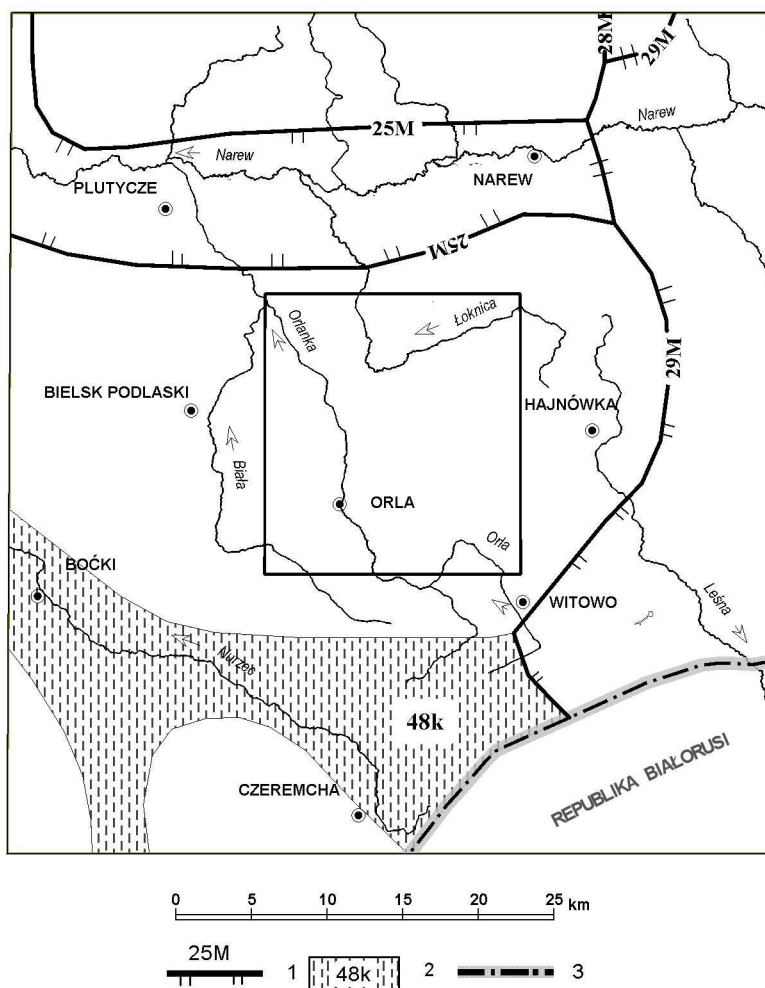 28M
29M
25M
Narew
Narew
NAREW
PLUTYCZE
25M
Orlanka
Łoknica
29M
BIELSK PODLASKI
HAJNÓWKA
Biała
ORLA
Orla
BOĆKI
WITOWO
Leśna
Nurzec
48k
CZEREMCHA
REPUBLIKA BIAŁORUSI
0 5 10 15 20 25 km
25M 1 48k 2 3